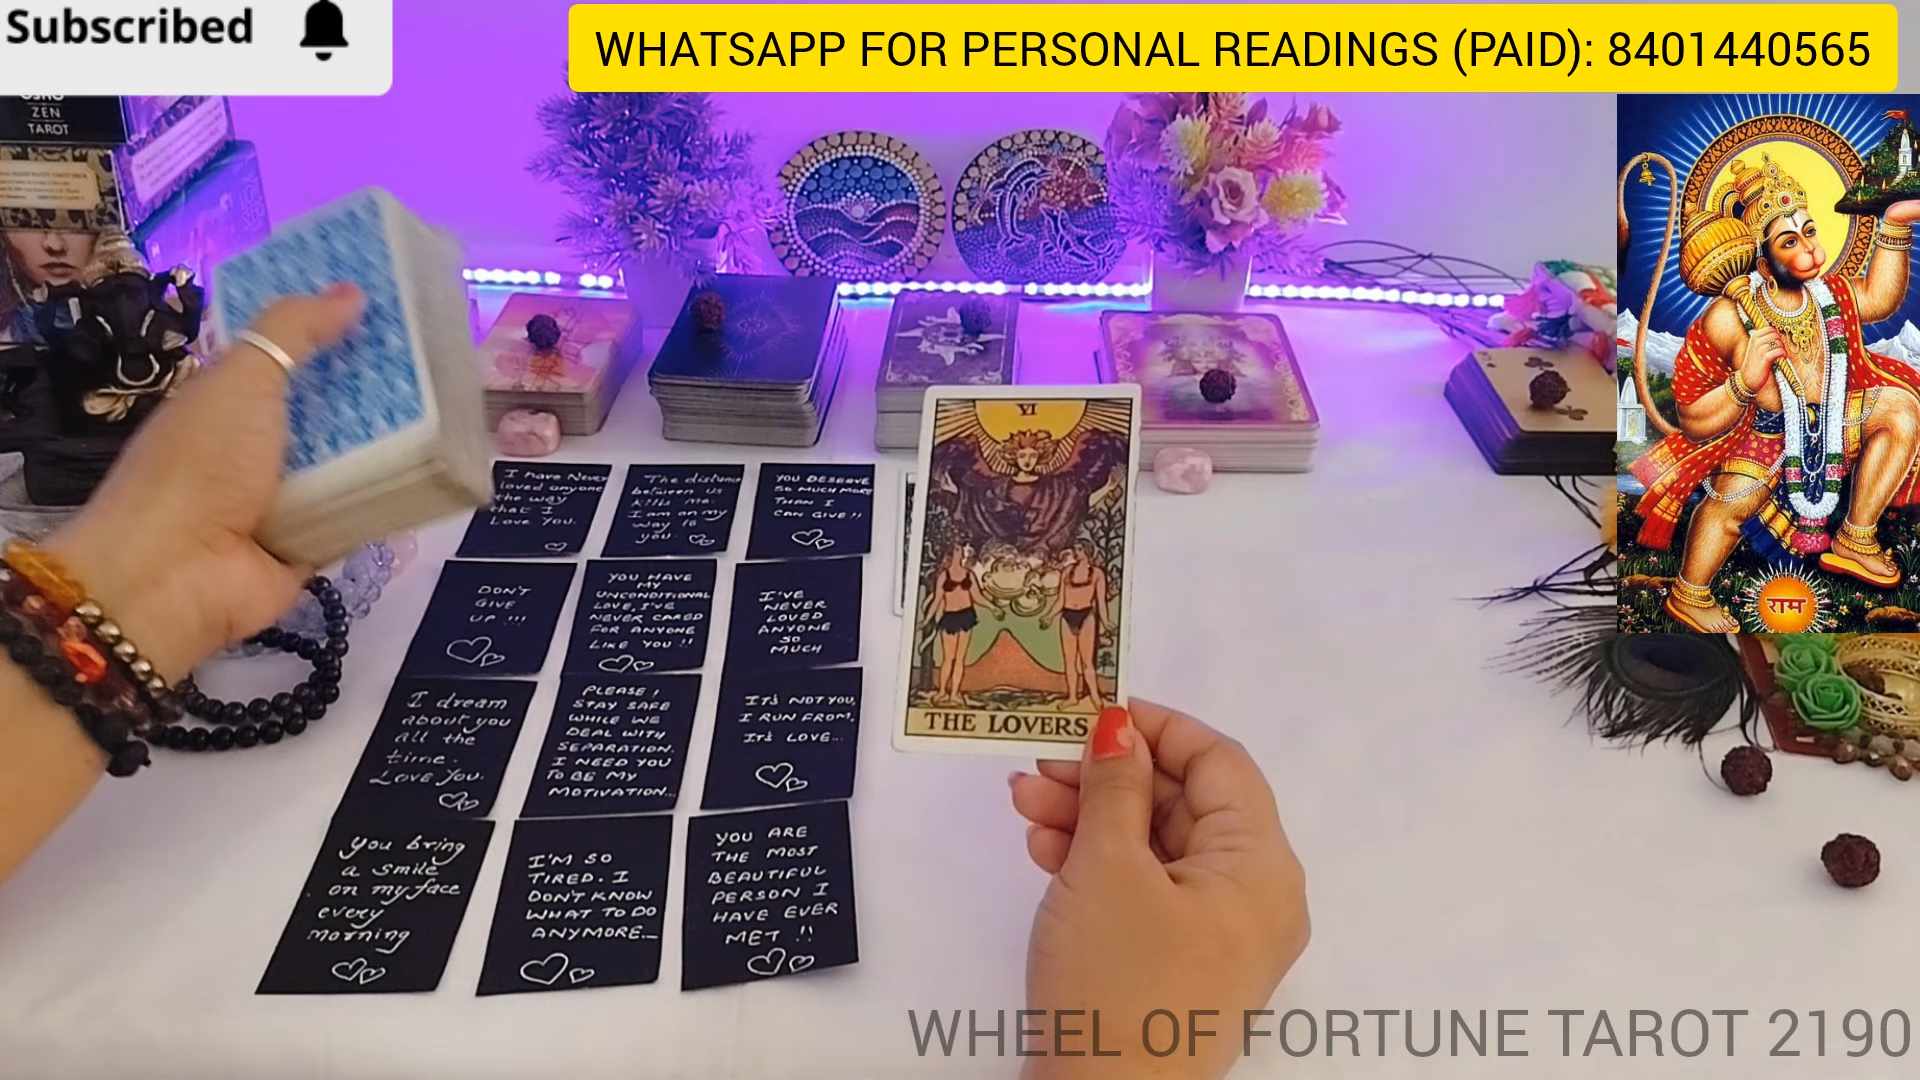 Subscribed
WHATSAPP FOR PERSONAL READINGS (PAID): 8401440565
ZEN
TAROT
I have Never
loved anyone
the way
that I
Love You.
The distance
between us
kills me.
I am on my
way to
you.
YOU DESERVE
SO MUCH MORE
THAN I
CAN GIVE!!
DON'T
GIVE
UP !!!
YOU HAVE
MY
UNCONDITIONAL
LOVE, I'VE
NEVER CARED
FOR ANYONE
LIKE YOU !!
I'VE
NEVER
LOVED
ANYONE
SO
MUCH
I dream
about you
all the
time.
Love You.
PLEASE!
STAY SAFE
WHILE WE
DEAL WITH
SEPARATION.
I NEED YOU
TO BE MY
MOTIVATION...
IT'S NOT YOU,
I RUN FROM,
IT'S LOVE...
You bring
a smile
on my face
every
morning
I'M SO
TIRED. I
DON'T KNOW
WHAT TO DO
ANYMORE...
YOU ARE
THE MOST
BEAUTIFUL
PERSON I
HAVE EVER
MET !!
VI
THE LOVERS
राम
WHEEL OF FORTUNE TAROT 2190